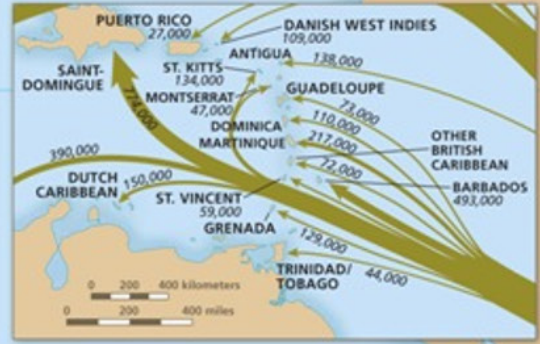 PUERTO RICO
27,000
DANISH WEST INDIES
109,000
ANTIGUA
138,000
SAINT-
DOMINGUE
ST. KITTS
134,000
MONTSERRAT
47,000
GUADELOUPE
73,000
774,000
110,000
DOMINICA
217,000
MARTINIQUE
OTHER
BRITISH
CARIBBEAN
72,000
390,000
DUTCH
CARIBBEAN
150,000
BARBADOS
493,000
ST. VINCENT
59,000
GRENADA
129,000
TRINIDAD/
TOBAGO
44,000
0 200 400 kilometers
0 200 400 miles